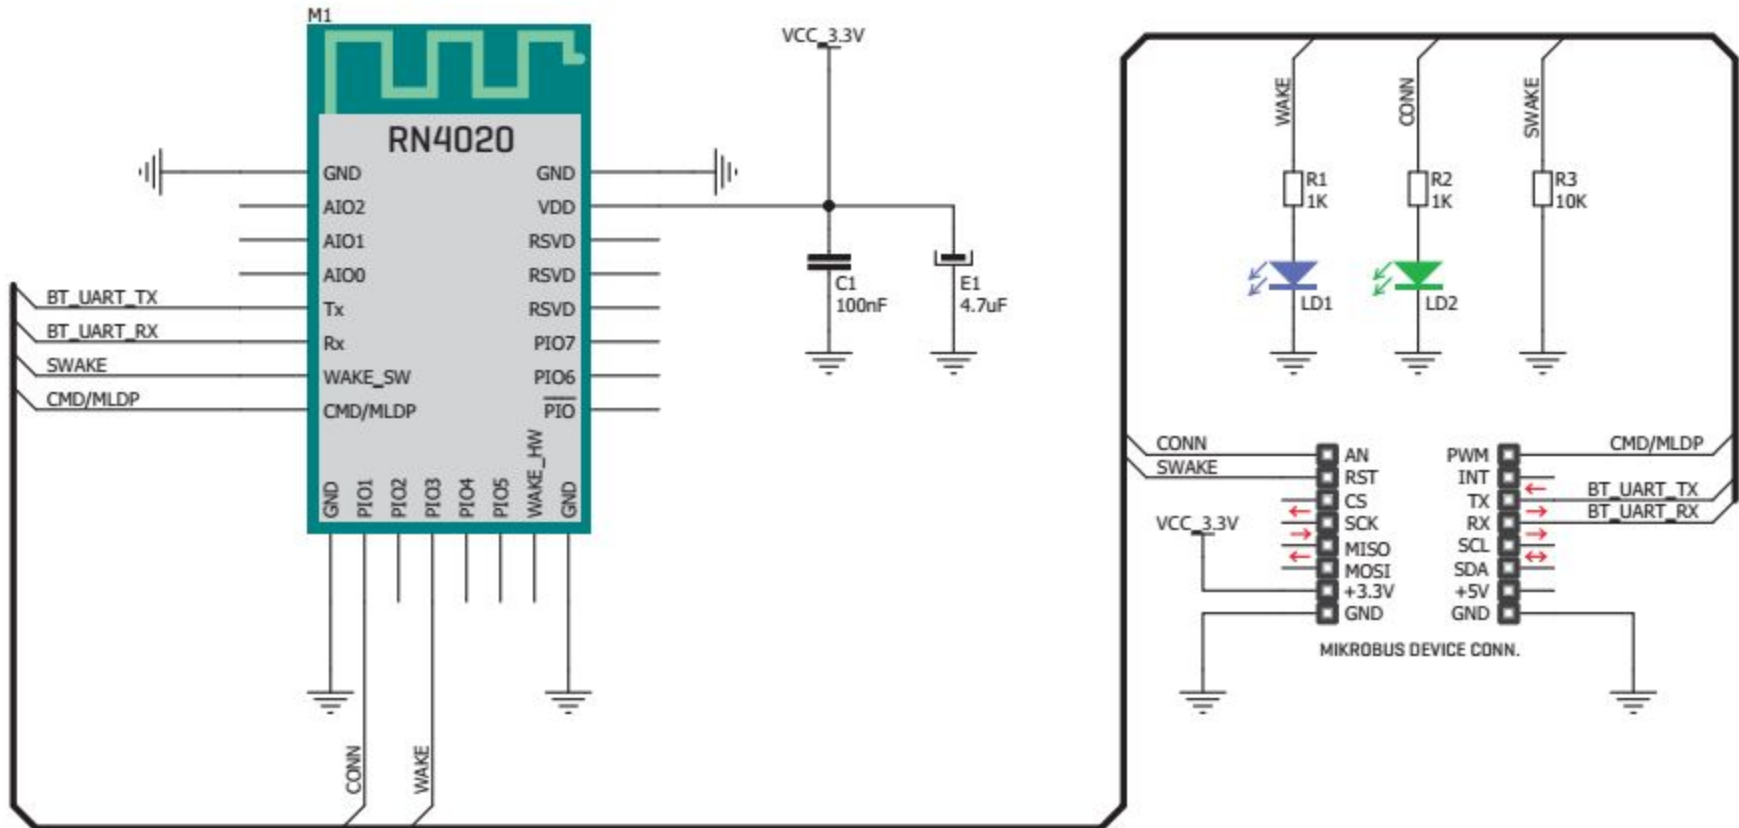 M1
RN4020
GND
AIO2
AIO1
AIO0
Tx
Rx
WAKE_SW
CMD/MLDP
GND
VDD
RSVD
RSVD
RSVD
PIO7
PIO6
PIO
GND
PIO1
PIO2
PIO3
PIO4
PIO5
WAKE_HW
GND
BT_UART_TX
BT_UART_RX
SWAKE
CMD/MLDP
CONN
WAKE
VCC_3.3V
C1
100nF
E1
4.7uF
WAKE
CONN
SWAKE
R1
1K
R2
1K
R3
10K
LD1
LD2
CONN
SWAKE
VCC_3.3V
AN
RST
CS
SCK
MISO
MOSI
+3.3V
GND
PWM
INT
TX
RX
SCL
SDA
+5V
GND
CMD/MLDP
BT_UART_TX
BT_UART_RX
MIKROBUS DEVICE CONN.